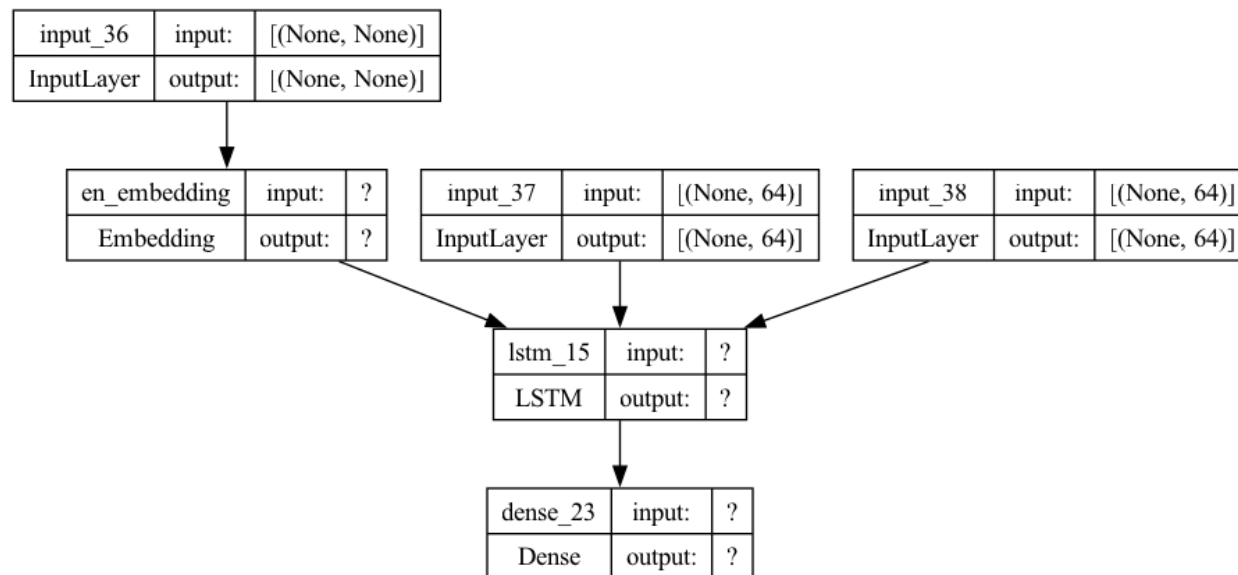 input_36 input: [(None, None)]
InputLayer output: [(None, None)]
en_embedding input: ?
Embedding output: ?
input_37 input: [(None, 64)]
InputLayer output: [(None, 64)]
input_38 input: [(None, 64)]
InputLayer output: [(None, 64)]
lstm_15 input: ?
LSTM output: ?
dense_23 input: ?
Dense output: ?